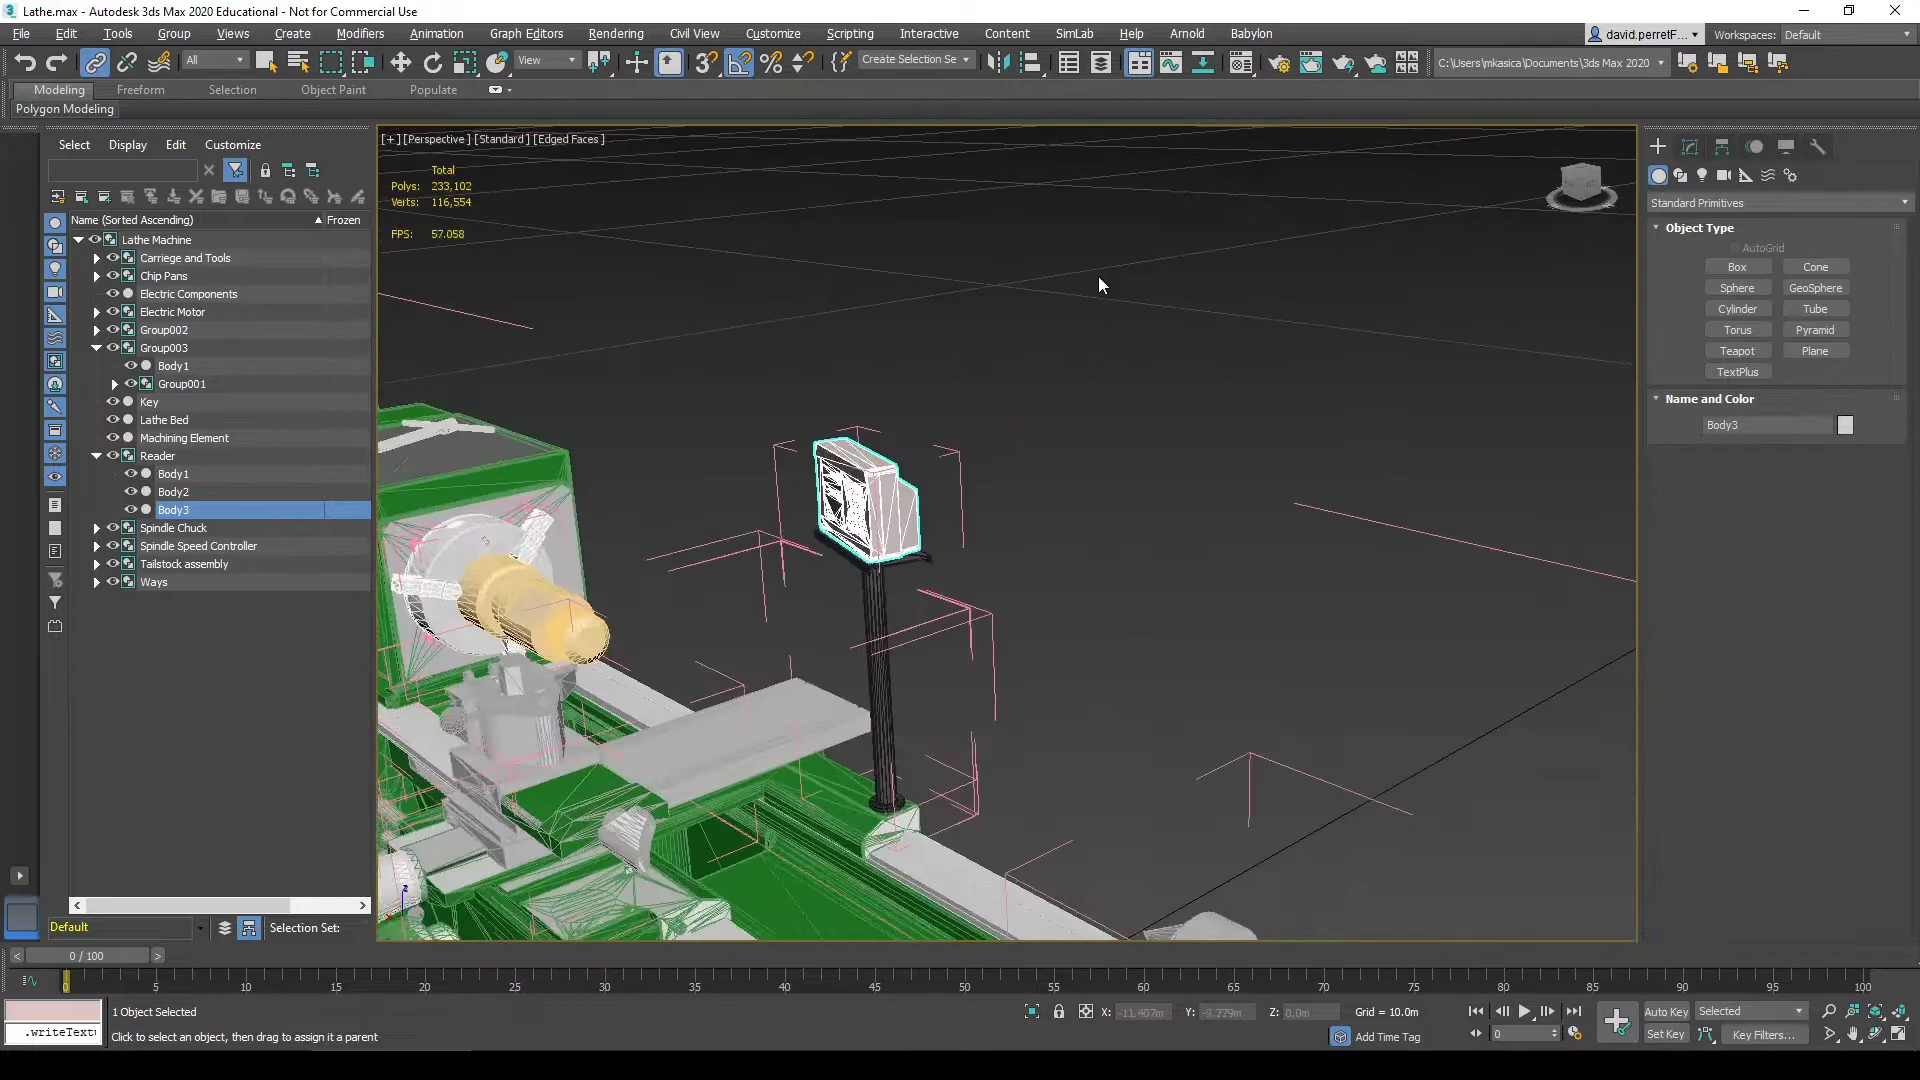 Lathe.max - Autodesk 3ds Max 2020 Educational - Not for Commercial Use
File Edit Tools Group Views Create Modifiers Animation Graph Editors Rendering Civil View Customize Scripting Interactive Content SimLab Help Arnold Babylon david.perretF... Workspaces: Default
All View Create Selection Se C:\Users\mkasica\Documents\3ds Max 2020
Modeling Freeform Selection Object Paint Populate
Polygon Modeling
Select Display Edit Customize
Name (Sorted Ascending) Frozen
Lathe Machine
Carriege and Tools
Chip Pans
Electric Components
Electric Motor
Group002
Group003
Body1
Group001
Key
Lathe Bed
Machining Element
Reader
Body1
Body2
Body3
Spindle Chuck
Spindle Speed Controller
Tailstock assembly
Ways
Default Selection Set:
[+] [Perspective ] [Standard ] [Edged Faces ]
Total
Polys: 233,102
Verts: 116,554
FPS: 57.058
Standard Primitives
Object Type
AutoGrid
Box Cone
Sphere GeoSphere
Cylinder Tube
Torus Pyramid
Teapot Plane
TextPlus
Name and Color
Body3
0 / 100
0 5 10 15 20 25 30 35 40 45 50 55 60 65 70 75 80 85 90 95 100
1 Object Selected
X: -11.407m Y: -9.779m Z: 0.0m Grid = 10.0m
Auto Key Selected
.writeText
Click to select an object, then drag to assign it a parent
Add Time Tag
0
Set Key Key Filters...